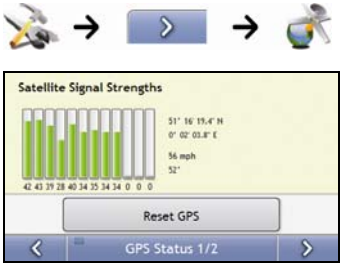 Satellite Signal Strengths
51° 16' 19.4" N
0° 02' 03.8" E
56 mph
52°
42 43 39 28 40 34 35 34 34 0 0 0
Reset GPS
GPS Status 1/2